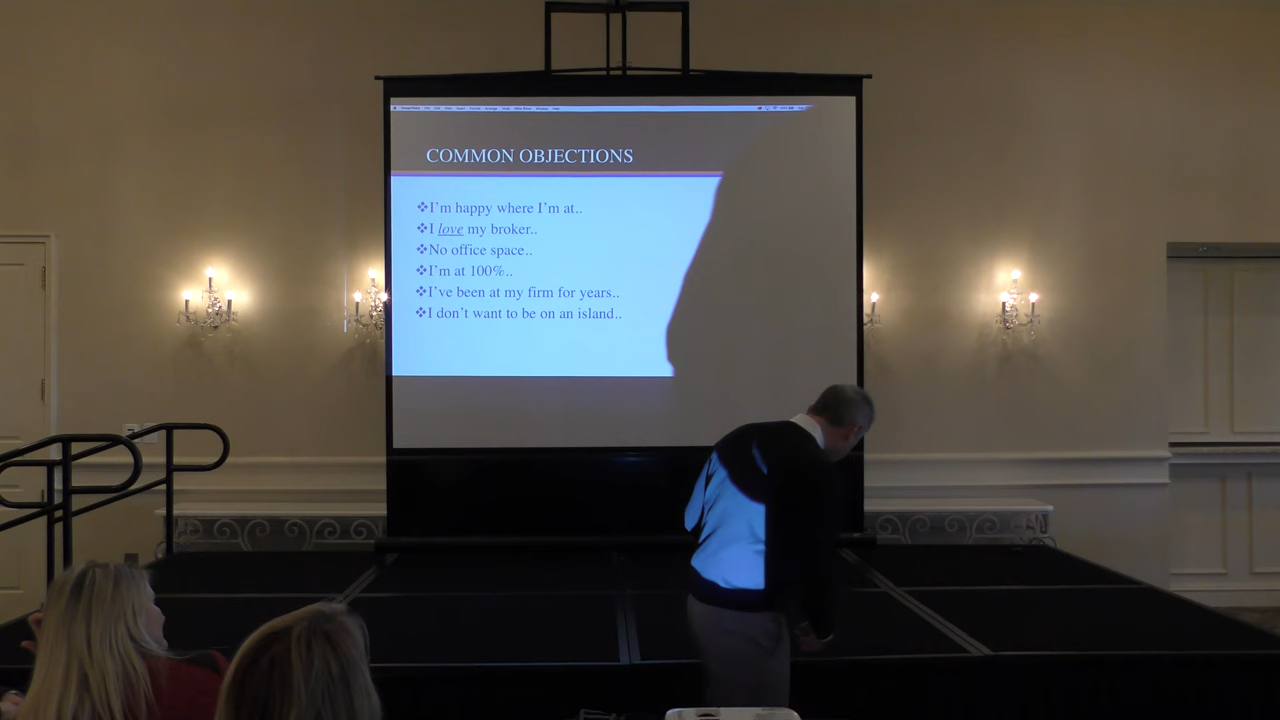 COMMON OBJECTIONS
❖I'm happy where I'm at..
❖I love my broker..
❖No office space..
❖I'm at 100%..
❖I've been at my firm for years..
❖I don't want to be on an island..